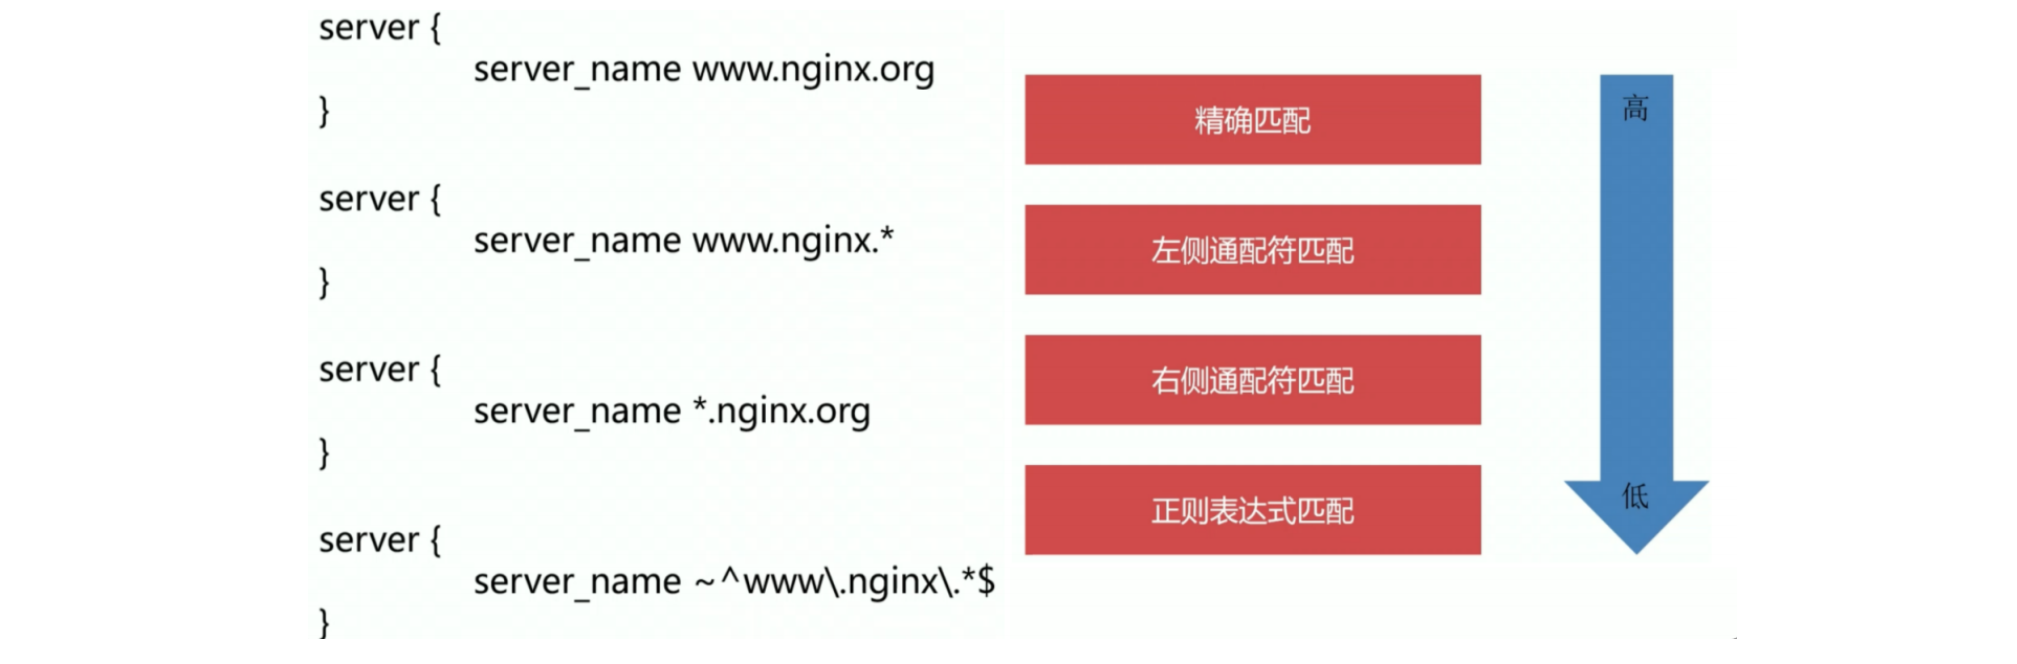 server {
server_name www.nginx.org
}
server {
server_name www.nginx.*
}
server {
server_name *.nginx.org
}
server {
server_name ~^www\.nginx\.*$
}
精确匹配
左侧通配符匹配
右侧通配符匹配
正则表达式匹配
高
低